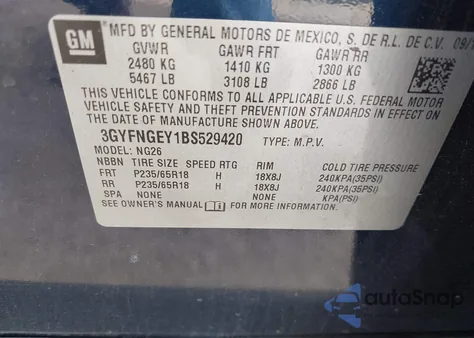 GM
MFD BY GENERAL MOTORS DE MEXICO, S. DE R.L. DE C.V. 09/
GVWR GAWR FRT GAWR RR
2480 KG 1410 KG 1300 KG
5467 LB 3108 LB 2866 LB
THIS VEHICLE CONFORMS TO ALL APPLICABLE U.S. FEDERAL MOTOR
VEHICLE SAFETY AND THEFT PREVENTION STANDARDS IN EFFECT ON
THE DATE OF MANUFACTURE SHOWN ABOVE.
3GYFNGEY1BS529420 TYPE: M.P.V.
MODEL: NG26
NBBN TIRE SIZE SPEED RTG RIM COLD TIRE PRESSURE
FRT P235/65R18 H 18X8J 240KPA(35PSI)
RR P235/65R18 H 18X8J 240KPA(35PSI)
SPA NONE NONE KPA(PSI)
SEE OWNER'S MANUAL FOR MORE INFORMATION.
autoSnap